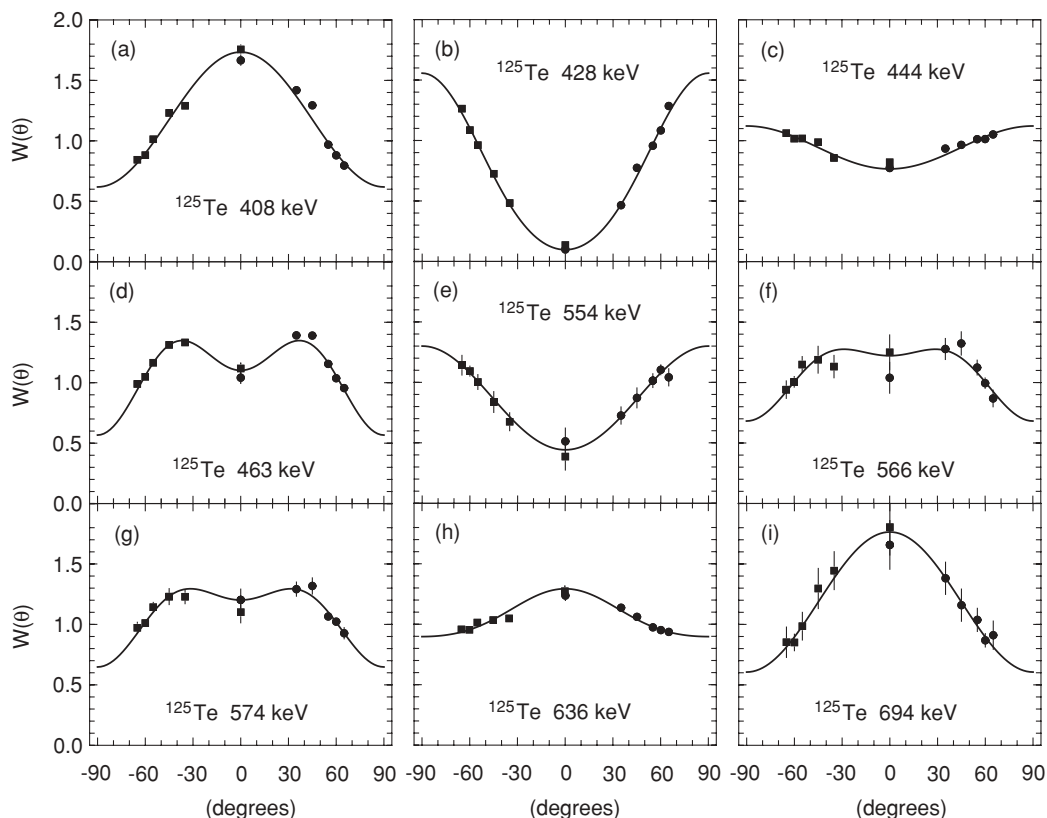 2.0
1.5
1.0
0.5
0.0
W(θ)
(a)
¹²⁵Te 408 keV
(b)
¹²⁵Te 428 keV
(c)
¹²⁵Te 444 keV
1.5
1.0
0.5
0.0
W(θ)
(d)
¹²⁵Te 463 keV
(e)
¹²⁵Te 554 keV
(f)
¹²⁵Te 566 keV
1.5
1.0
0.5
0.0
W(θ)
(g)
¹²⁵Te 574 keV
(h)
¹²⁵Te 636 keV
(i)
¹²⁵Te 694 keV
-90 -60 -30 0 30 60 90
-60 -30 0 30 60 90
-60 -30 0 30 60 90
(degrees)
(degrees)
(degrees)